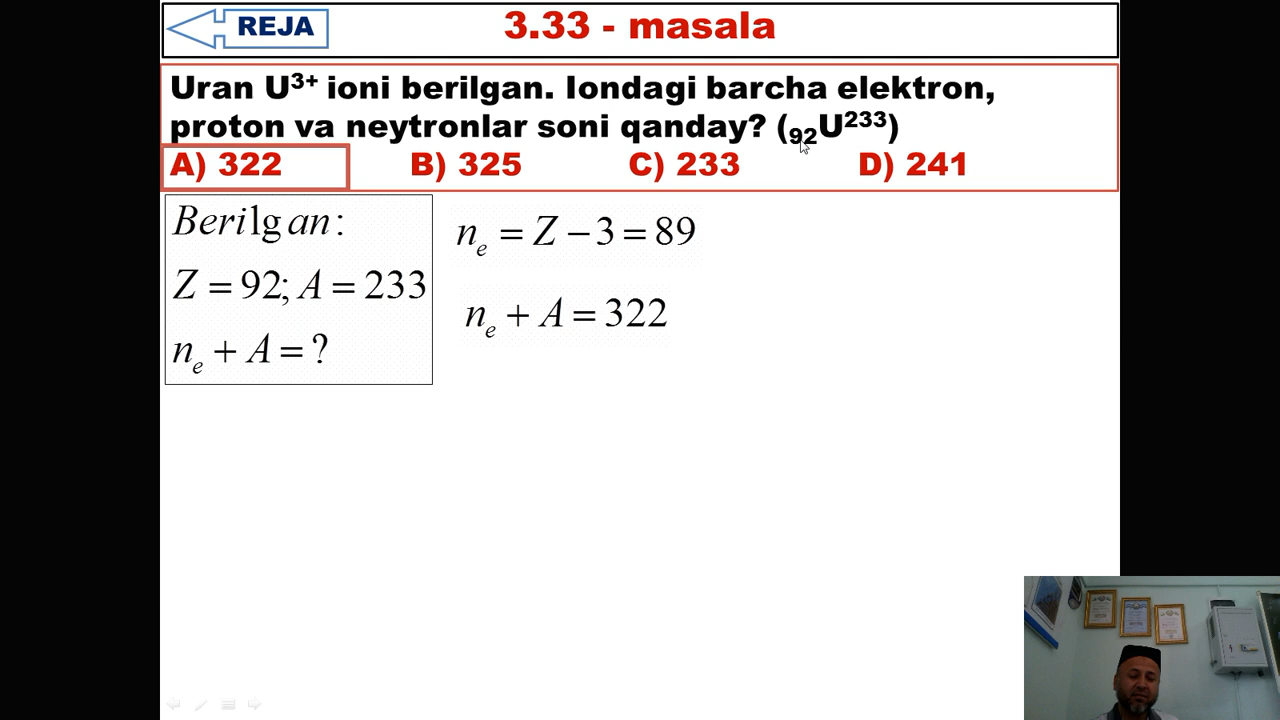 REJA
3.33 - masala
Uran U³⁺ ioni berilgan. Iondagi barcha elektron,
proton va neytronlar soni qanday? (₉₂U²³³)
A) 322 B) 325 C) 233 D) 241
Berilgan:
Z = 92; A = 233
nₑ + A = ?
nₑ = Z − 3 = 89
nₑ + A = 322